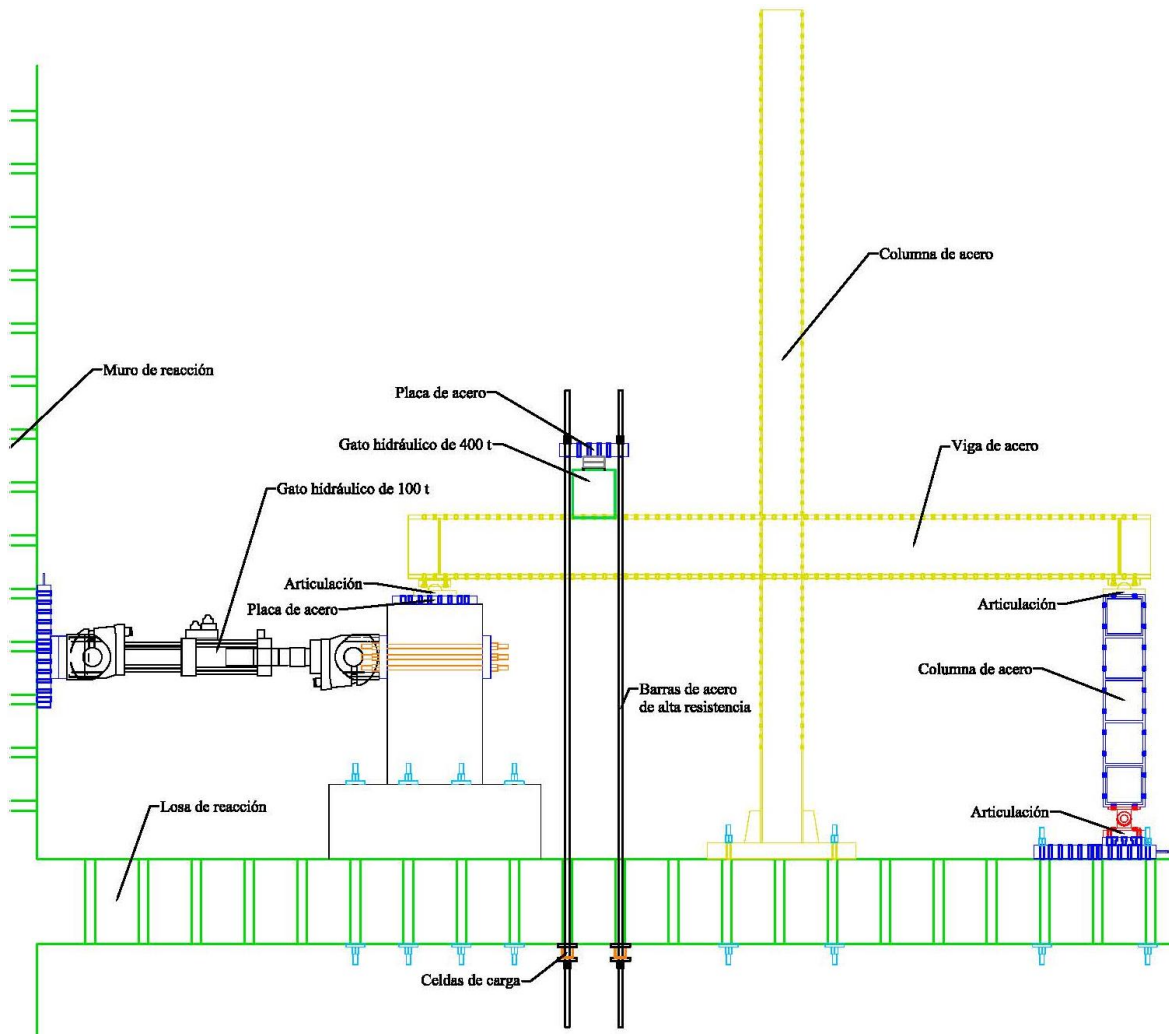 Columna de acero
Muro de reacción
Placa de acero
Gato hidráulico de 400 t
Viga de acero
Gato hidráulico de 100 t
Articulación
Placa de acero
Articulación
Columna de acero
Barras de acero
de alta resistencia
Losa de reacción
Articulación
Celdas de carga